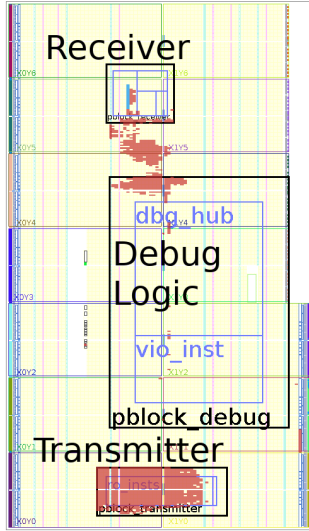 Receiver
X0Y6
X1Y6
pblock_receiver
X0Y5
X1Y5
dbg_hub
X0Y4
X1Y4
Debug
Logic
X0Y3
vio_inst
X0Y2
X1Y2
pblock_debug
X0Y1
Transmitter
ro_insts
pblock_transmitter
X0Y0
X1Y0